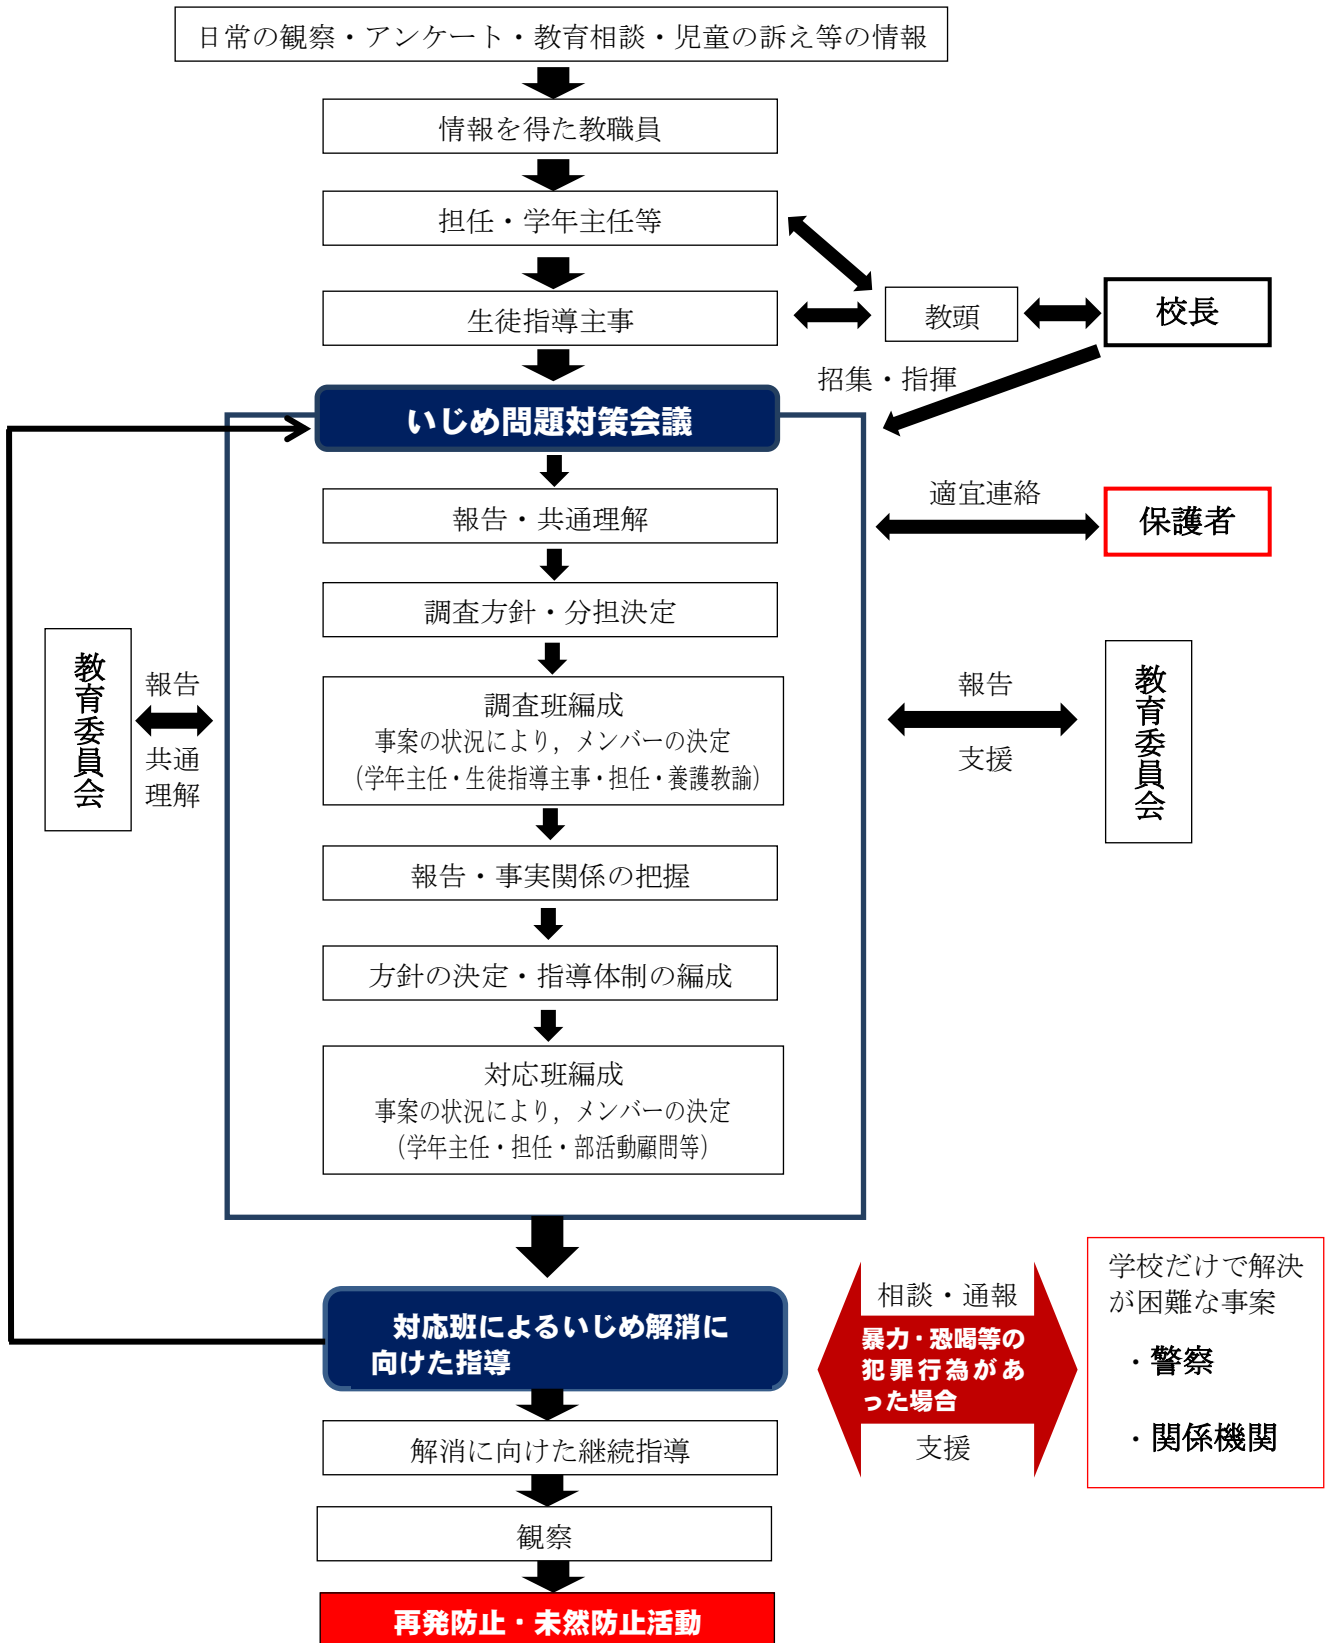 日常の観察・アンケート・教育相談・児童の訴え等の情報
情報を得た教職員
担任・学年主任等
生徒指導主事
教頭
校長
招集・指揮
いじめ問題対策会議
適宜連絡
保護者
報告・共通理解
調査方針・分担決定
教育委員会
報告
共通
理解
調査班編成
事案の状況により，メンバーの決定
（学年主任・生徒指導主事・担任・養護教諭）
報告
支援
教育委員会
報告・事実関係の把握
方針の決定・指導体制の編成
対応班編成
事案の状況により，メンバーの決定
（学年主任・担任・部活動顧問等）
対応班によるいじめ解消に
向けた指導
相談・通報
暴力・恐喝等の
犯罪行為があ
った場合
支援
学校だけで解決
が困難な事案
・警察
・関係機関
解消に向けた継続指導
観察
再発防止・未然防止活動